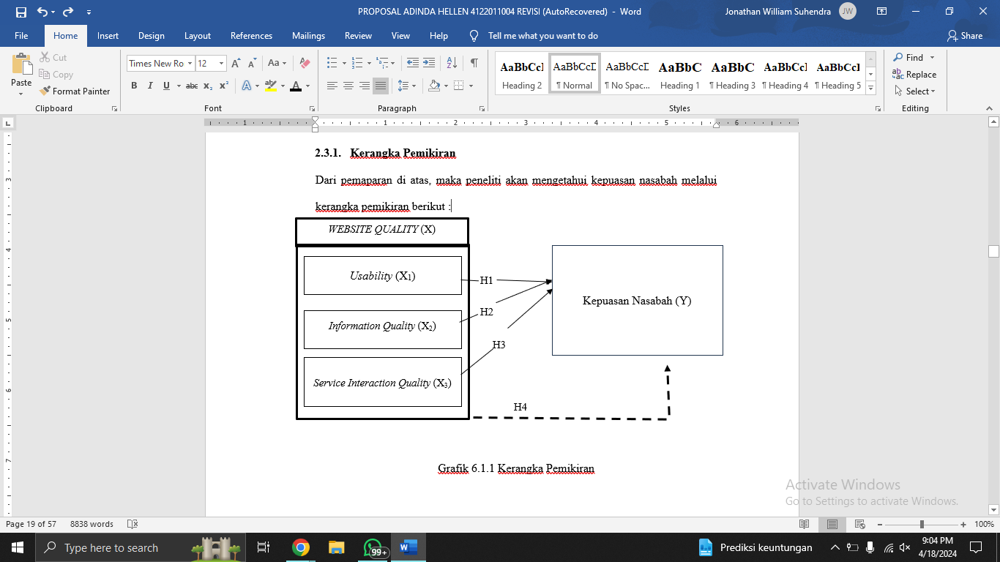 PROPOSAL ADINDA HELLEN 4122011004 REVISI (AutoRecovered) - Word
Jonathan William Suhendra
JW
File
Home
Insert
Design
Layout
References
Mailings
Review
View
Help
Tell me what you want to do
Share
Paste
Cut
Copy
Format Painter
Clipboard
Times New Ro
12
Font
Paragraph
AaBbCcI
Heading 2
AaBbCcD
¶ Normal
AaBbCcD
¶ No Spac...
AaBbC
Heading 1
AaBbC
¶ Heading 3
AaBbCcI
¶ Heading 4
AaBbCcI
¶ Heading 5
Styles
Find
Replace
Select
Editing
2.3.1. Kerangka Pemikiran
Dari pemaparan di atas, maka peneliti akan mengetahui kepuasan nasabah melalui
kerangka pemikiran berikut :
WEBSITE QUALITY (X)
Usability (X1)
Information Quality (X2)
Service Interaction Quality (X3)
H1
H2
H3
H4
Kepuasan Nasabah (Y)
Grafik 6.1.1 Kerangka Pemikiran
Activate Windows
Go to Settings to activate Windows.
Page 19 of 57
8838 words
100%
Type here to search
99+
Prediksi keuntungan
9:04 PM
4/18/2024